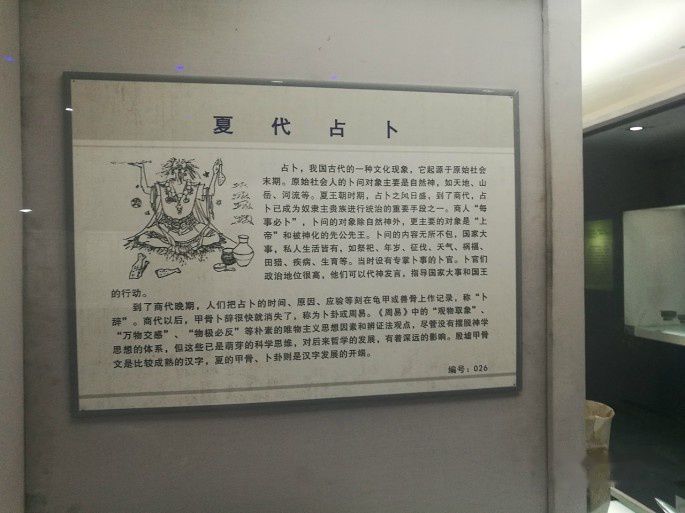 夏代占卜
占卜，我国古代的一种文化现象，它起源于原始社会
末期。原始社会人的卜问对象主要是自然神，如天地、山
岳、河流等。夏王朝时期，占卜之风日盛，到了商代，占
卜已成为奴隶主贵族进行统治的重要手段之一。商人“每
事必卜”，卜问的对象除自然神外，更主要的对象是“上
帝”和被神化的先公先王。卜问的内容无所不包，国家大
事，私人生活皆有，如祭祀、年岁、征伐、天气、祸福、
田猎、疾病、生育等。当时设有专掌卜事的卜官。卜官们
政治地位很高，他们可以代神发言，指导国家大事和国王
的行动。
到了商代晚期，人们把占卜的时间、原因、应验等刻在龟甲或兽骨上作记录，称“卜
辞”。商代以后，甲骨卜辞很快就消失了，称为卜卦或周易。《周易》中的“观物取象”、
“万物交感”、“物极必反”等朴素的唯物主义思想因素和辨证法观点，尽管没有摆脱神学
思想的体系，但这些已是萌芽的科学思维，对后来哲学的发展，有着深远的影响。殷墟甲骨
文是比较成熟的汉字，夏的甲骨、卜卦则是汉字发展的开端。
编号：026